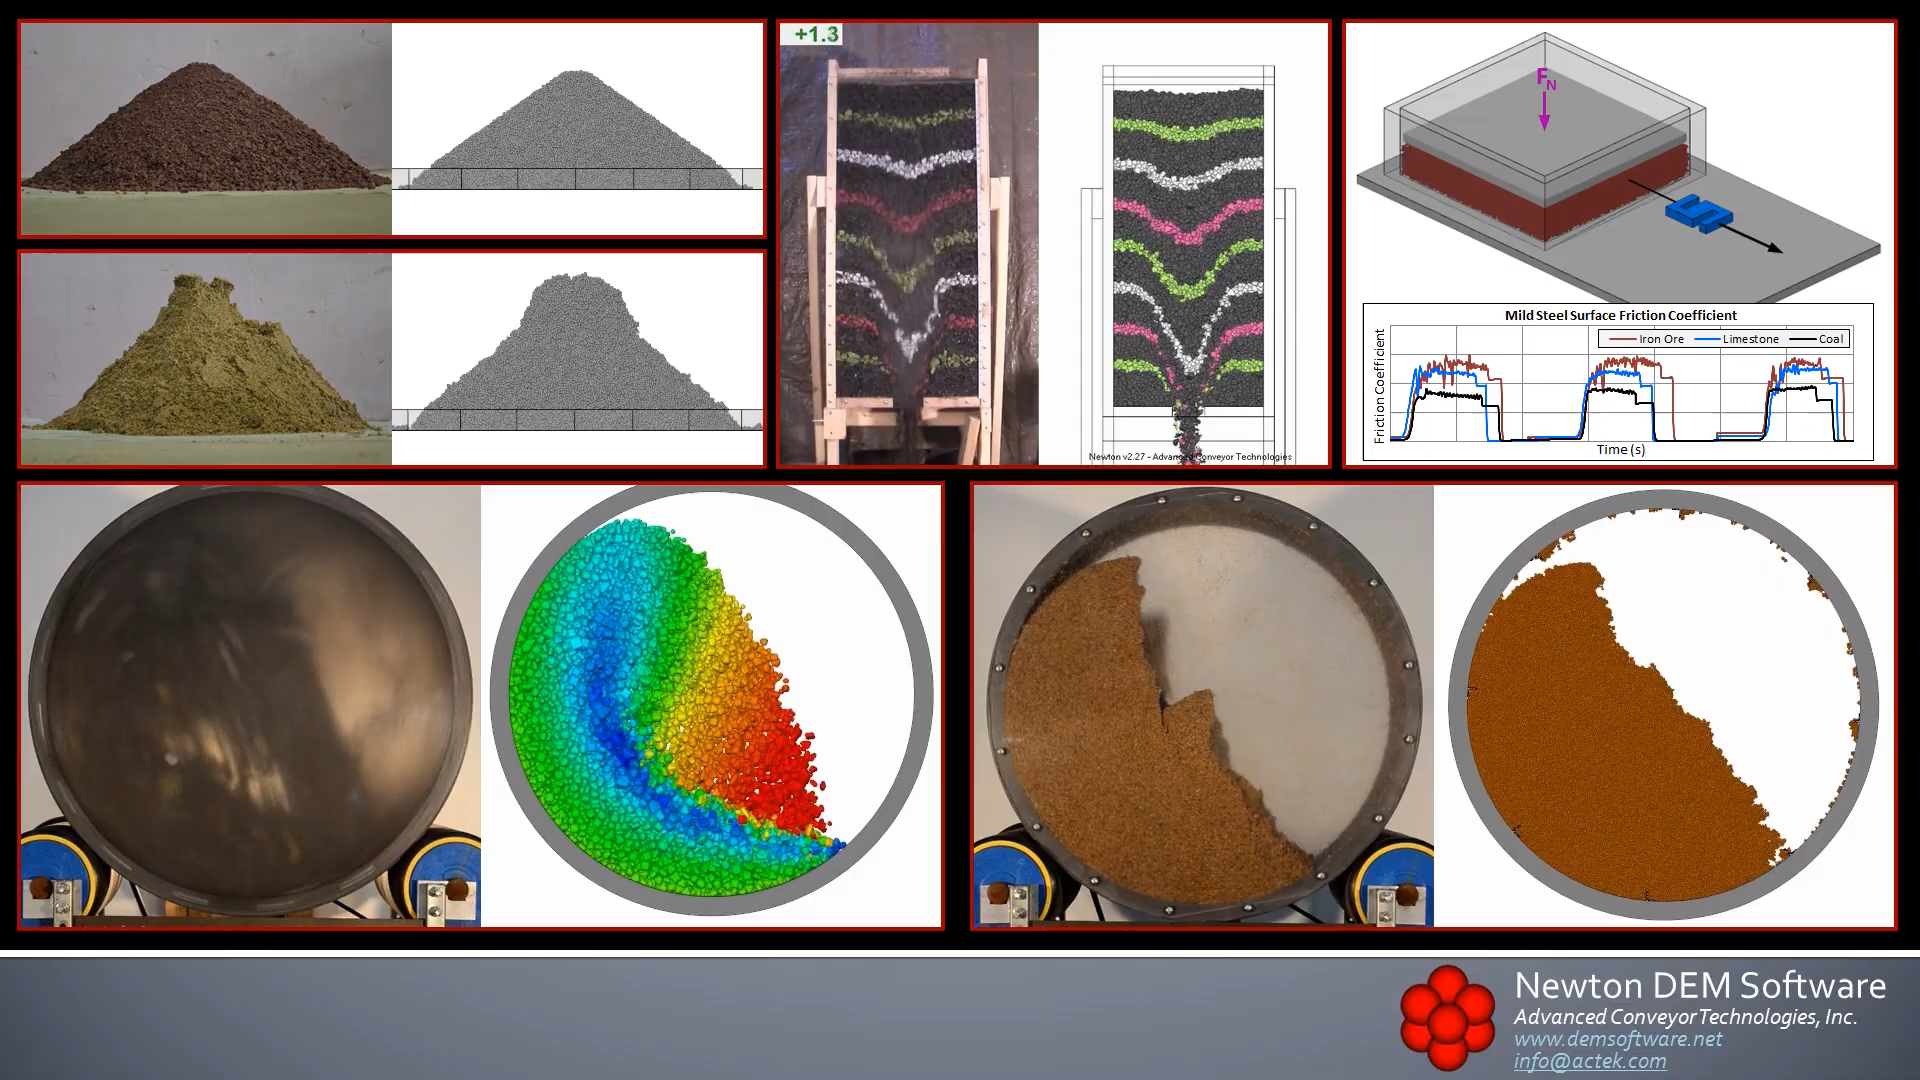 +1.3
Newton v2.27 - Advanced Conveyor Technologies
F
N
Mild Steel Surface Friction Coefficient
Iron Ore Limestone Coal
Friction Coefficient
Time (s)
Newton DEM Software
Advanced Conveyor Technologies, Inc.
www.demsoftware.net
info@actek.com